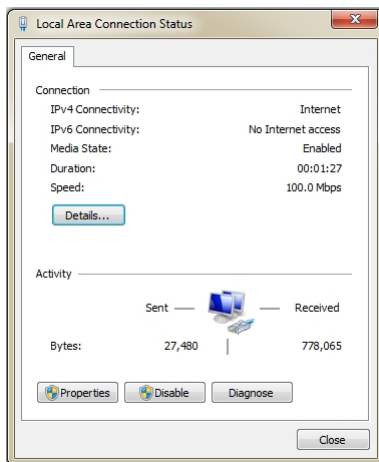 Local Area Connection Status
General
Connection
IPv4 Connectivity: Internet
IPv6 Connectivity: No Internet access
Media State: Enabled
Duration: 00:01:27
Speed: 100.0 Mbps
Details...
Activity
Sent Received
Bytes: 27,480 778,065
Properties Disable Diagnose
Close